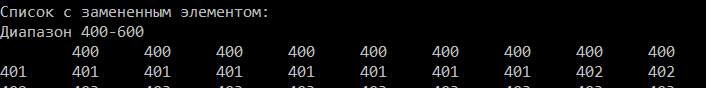 Список с замененным элементом:
Диапазон 400-600
400 400 400 400 400 400 400 400 400
401 401 401 401 401 401 401 401 402 402